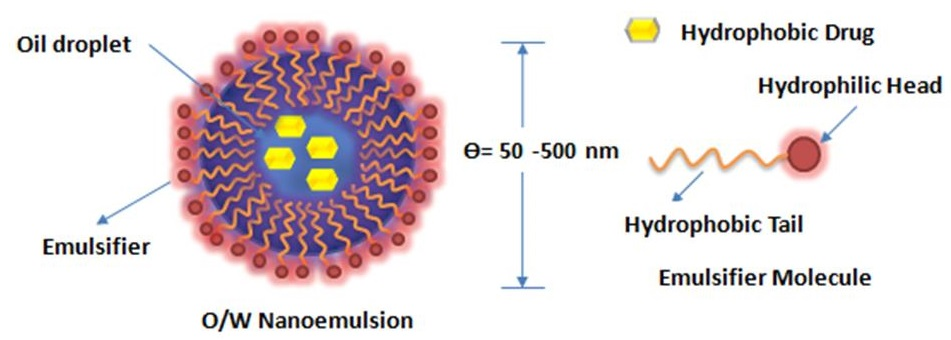 Oil droplet
Emulsifier
O/W Nanoemulsion
Ɵ= 50 -500 nm
Hydrophobic Drug
Hydrophilic Head
Hydrophobic Tail
Emulsifier Molecule